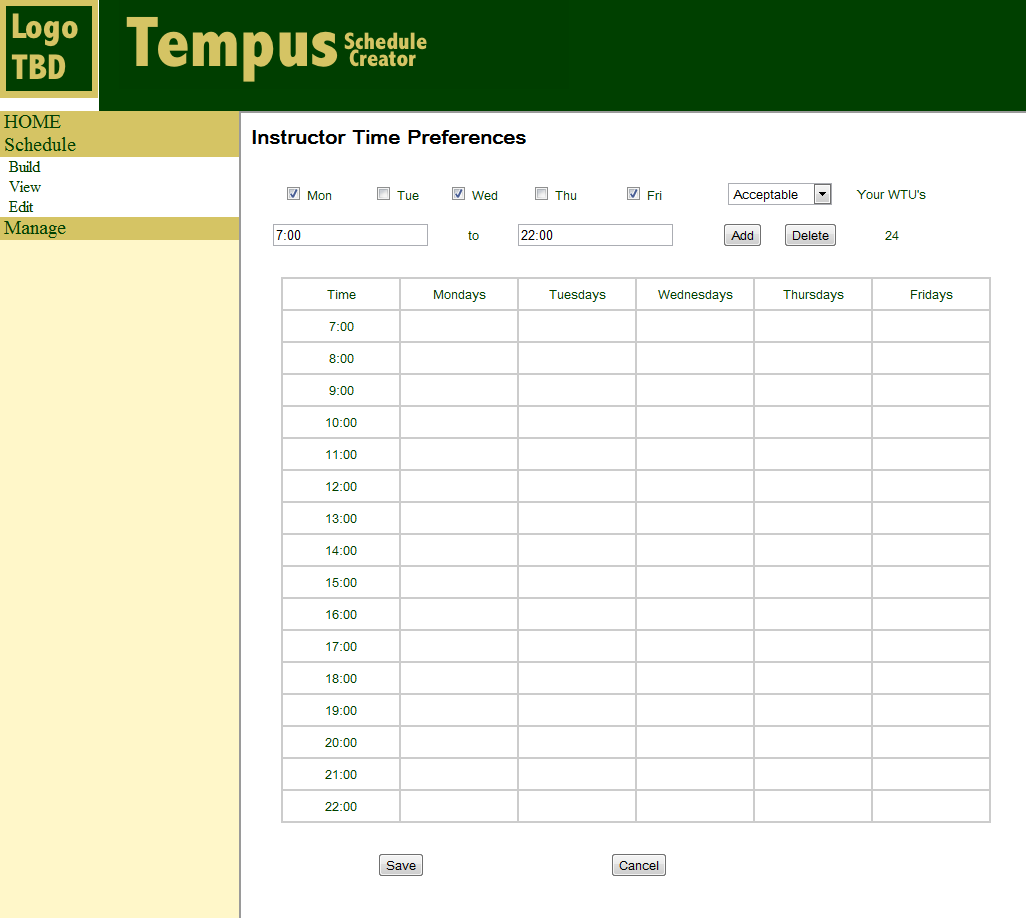 Logo
TBD
Tempus Schedule
Creator
HOME
Schedule
Build
View
Edit
Manage
Instructor Time Preferences
Mon Tue Wed Thu Fri Acceptable Your WTU's
7:00 to 22:00 Add Delete 24
Time Mondays Tuesdays Wednesdays Thursdays Fridays
7:00
8:00
9:00
10:00
11:00
12:00
13:00
14:00
15:00
16:00
17:00
18:00
19:00
20:00
21:00
22:00
Save Cancel